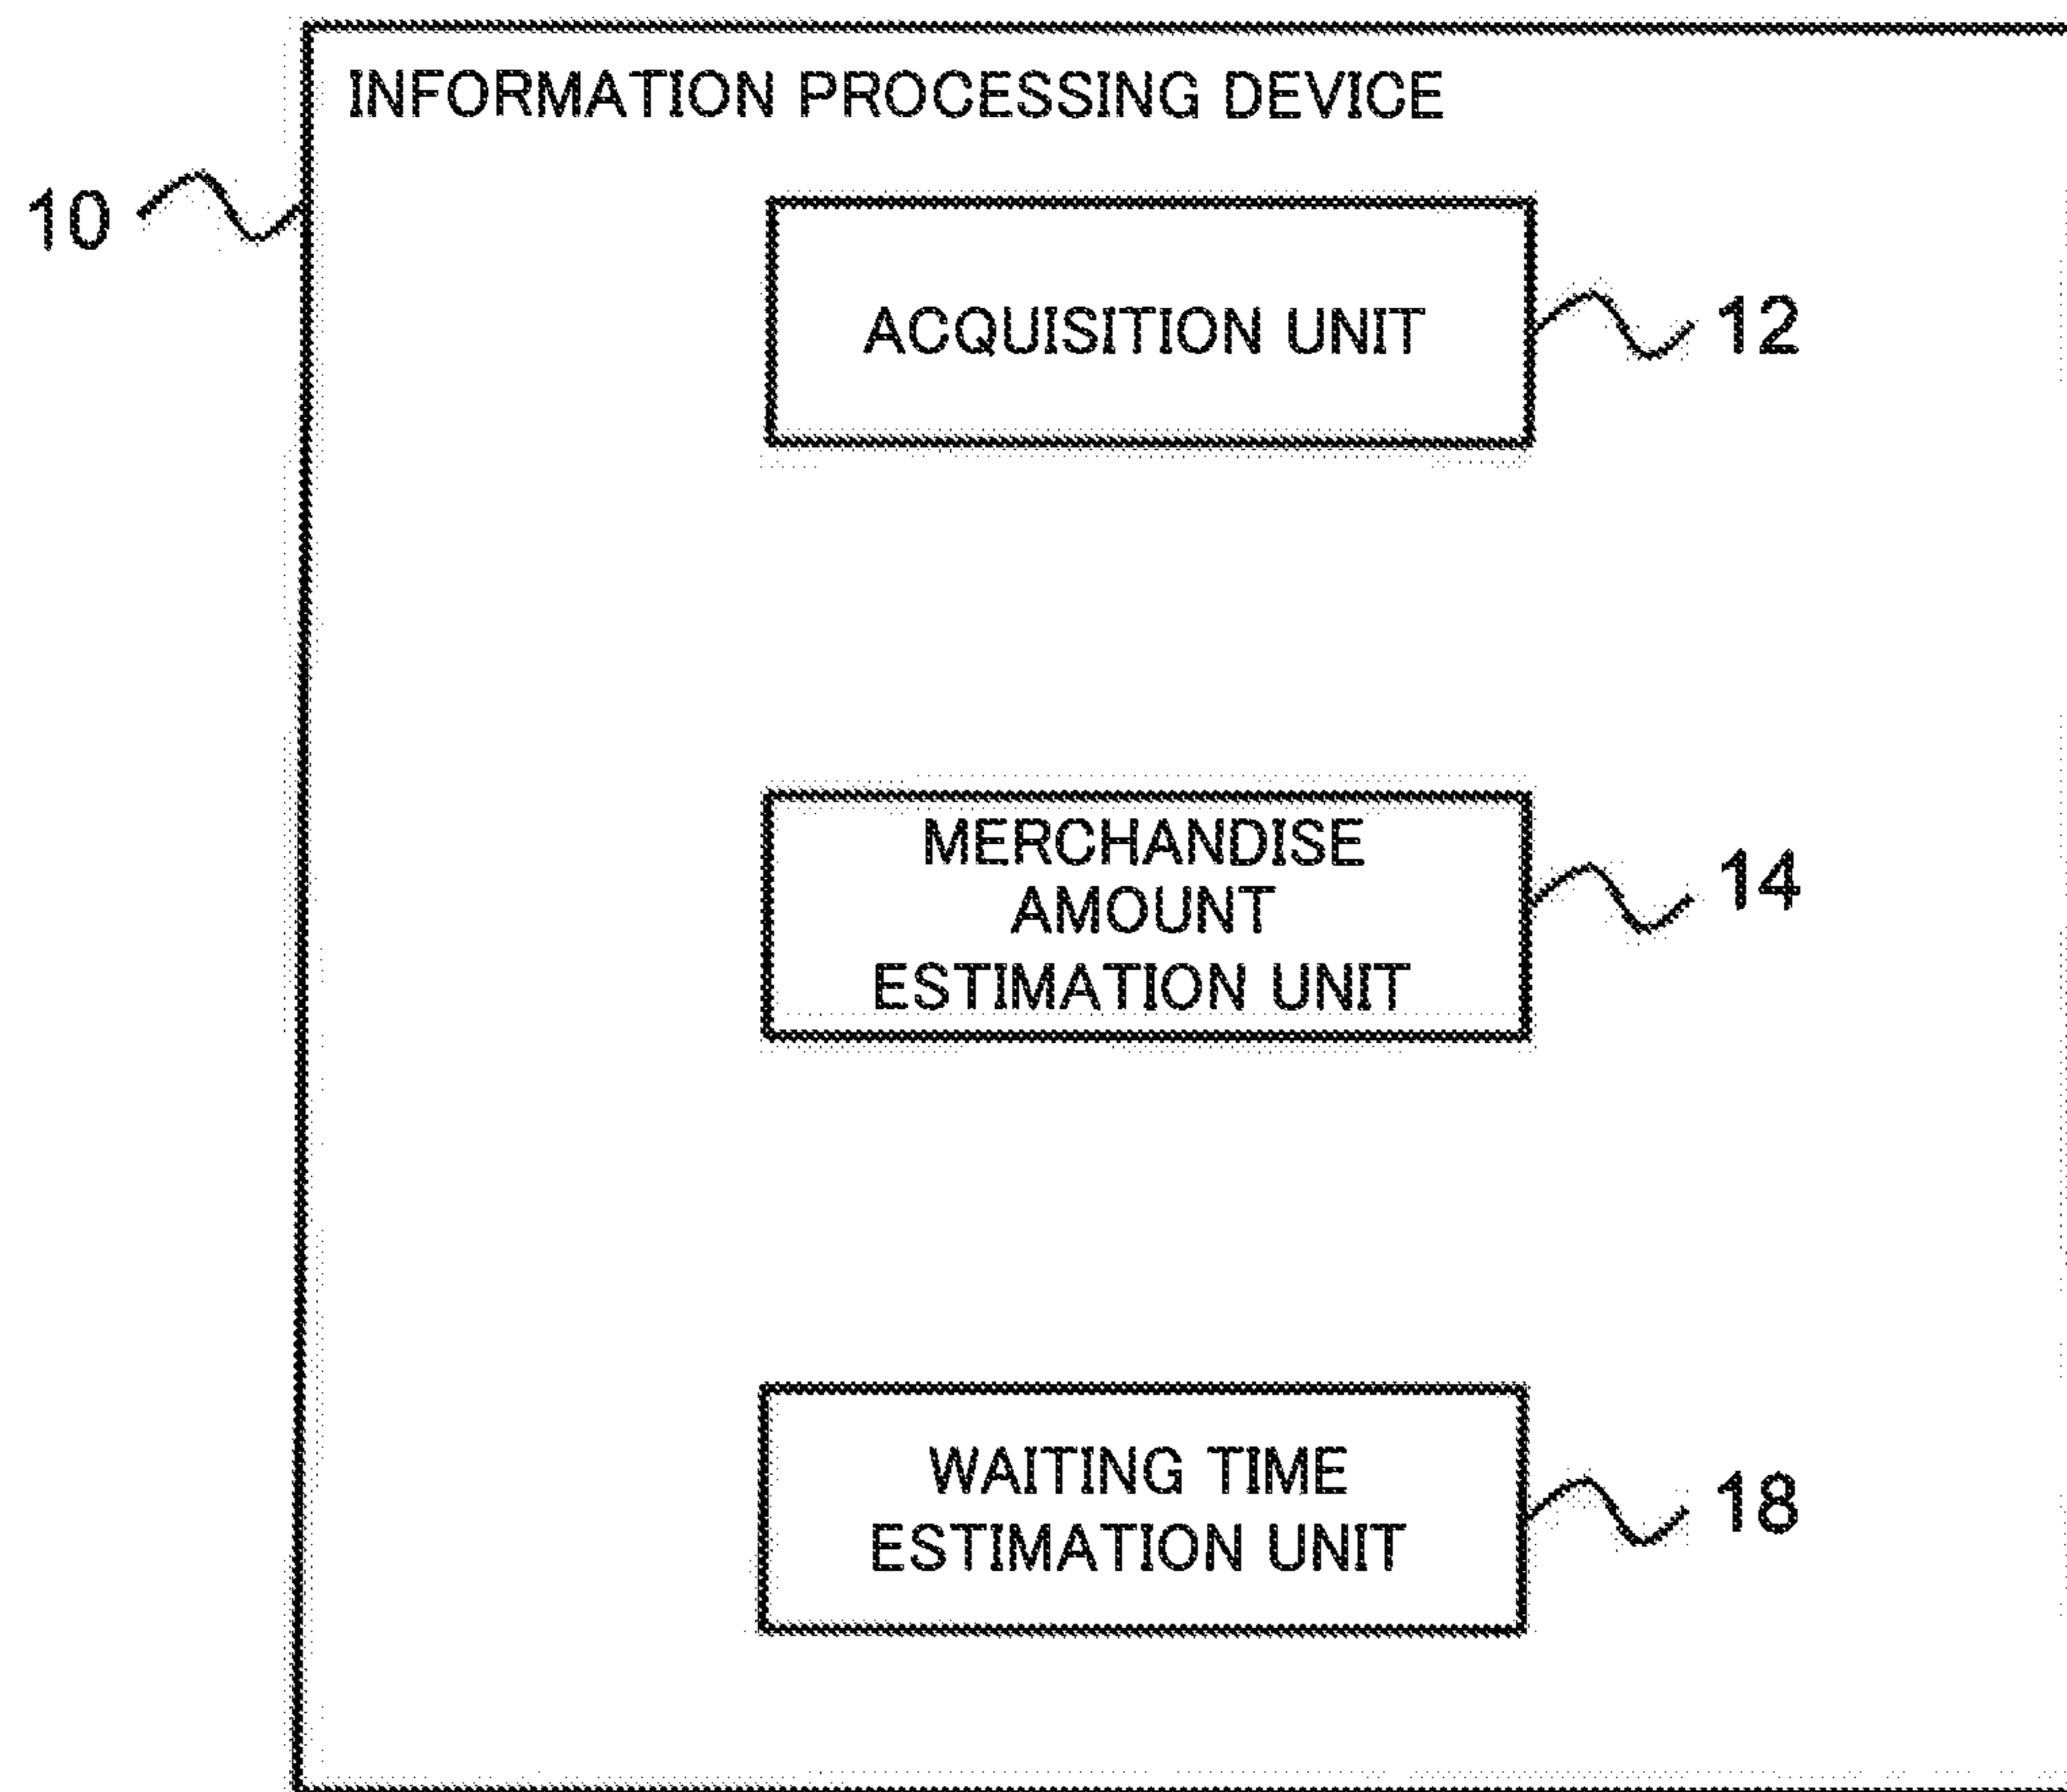 INFORMATION PROCESSING DEVICE
10
ACQUISITION UNIT
12
MERCHANDISE
AMOUNT
ESTIMATION UNIT
14
WAITING TIME
ESTIMATION UNIT
18